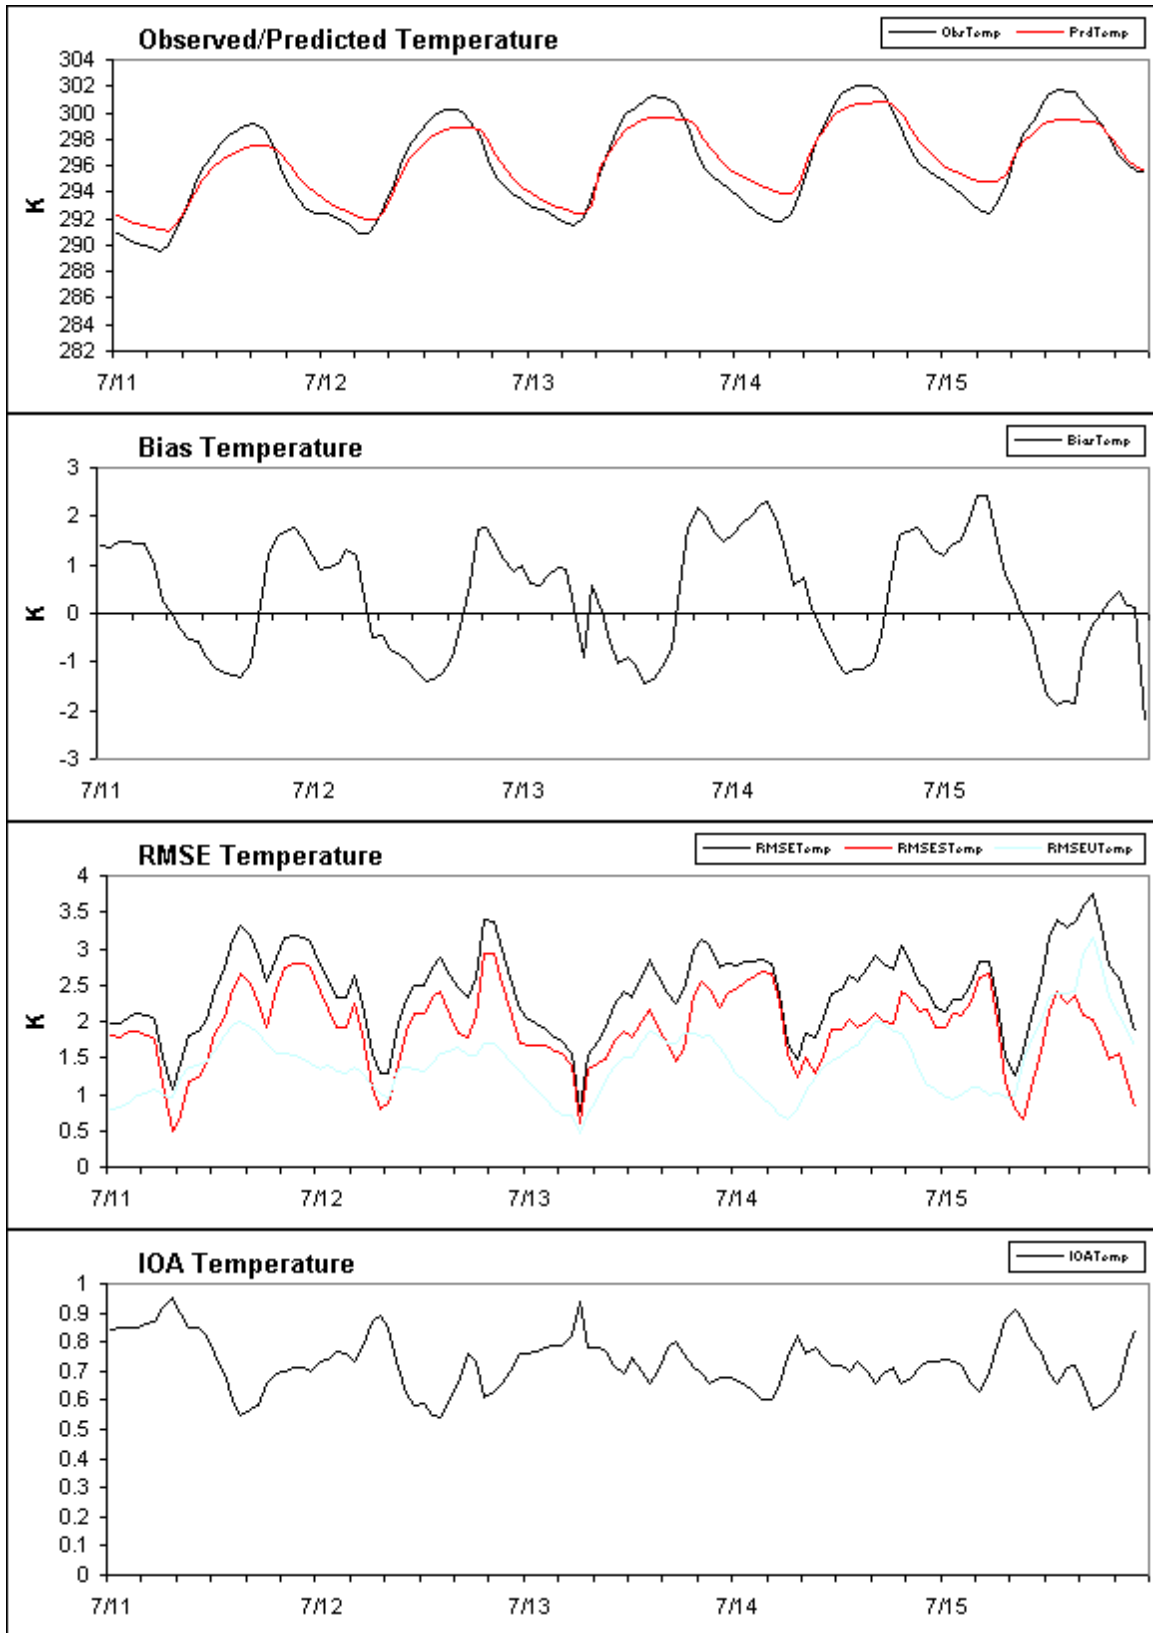 Observed/Predicted Temperature
ObsTemp PrdTemp
304
302
300
298
296
294
292
290
288
286
284
282
K
7/11 7/12 7/13 7/14 7/15
Bias Temperature
BiasTemp
3
2
1
0
-1
-2
-3
K
7/11 7/12 7/13 7/14 7/15
RMSE Temperature
RMSETemp RMSESTemp RMSEUTemp
4
3.5
3
2.5
2
1.5
1
0.5
0
K
7/11 7/12 7/13 7/14 7/15
IOA Temperature
IOATemp
1
0.9
0.8
0.7
0.6
0.5
0.4
0.3
0.2
0.1
0
7/11 7/12 7/13 7/14 7/15